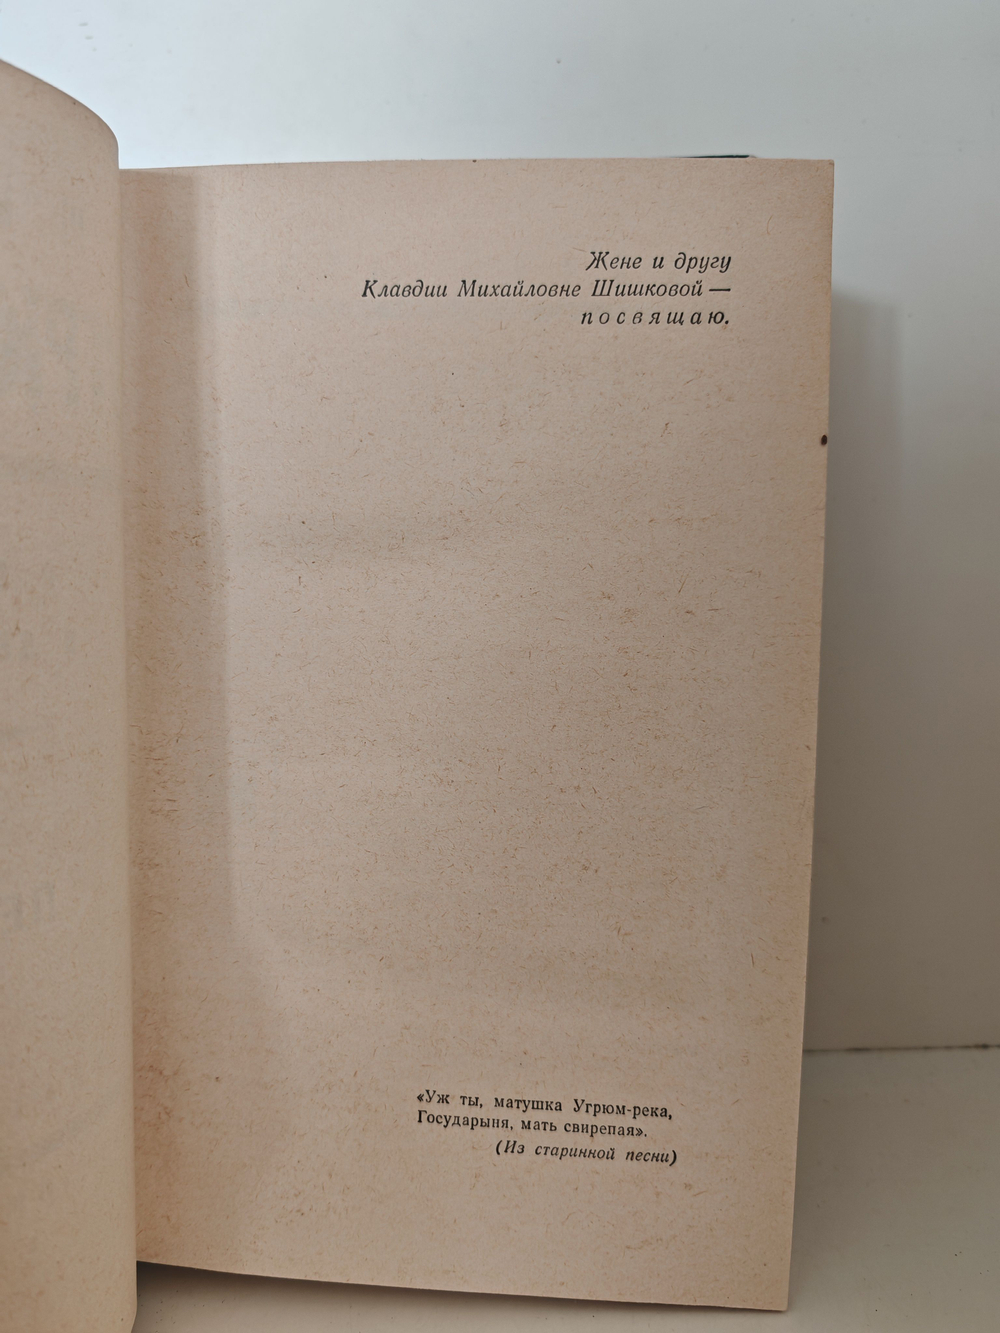 Жене и другу
Клавдии Михайловне Шишковой —
посвящаю.
«Уж ты, матушка Угрюм-река,
Государыня, мать свирепая».
(Из старинной песни)